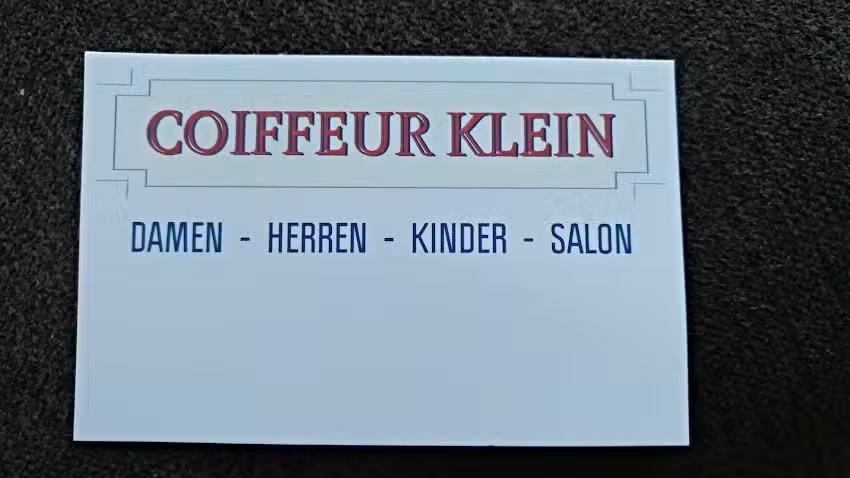 COIFFEUR KLEIN
DAMEN - HERREN - KINDER - SALON